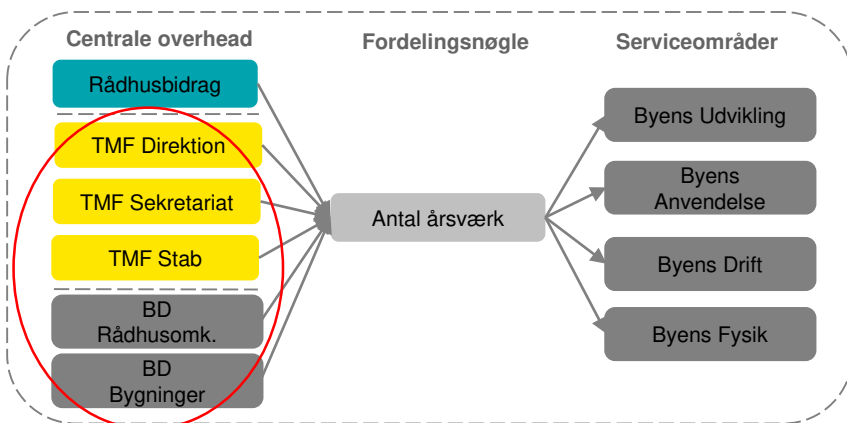 Centrale overhead
Fordelingsnøgle
Serviceområder
Rådhusbidrag
TMF Direktion
TMF Sekretariat
TMF Stab
BD
Rådhusomk.
BD
Bygninger
Antal årsværk
Byens Udvikling
Byens
Anvendelse
Byens Drift
Byens Fysik